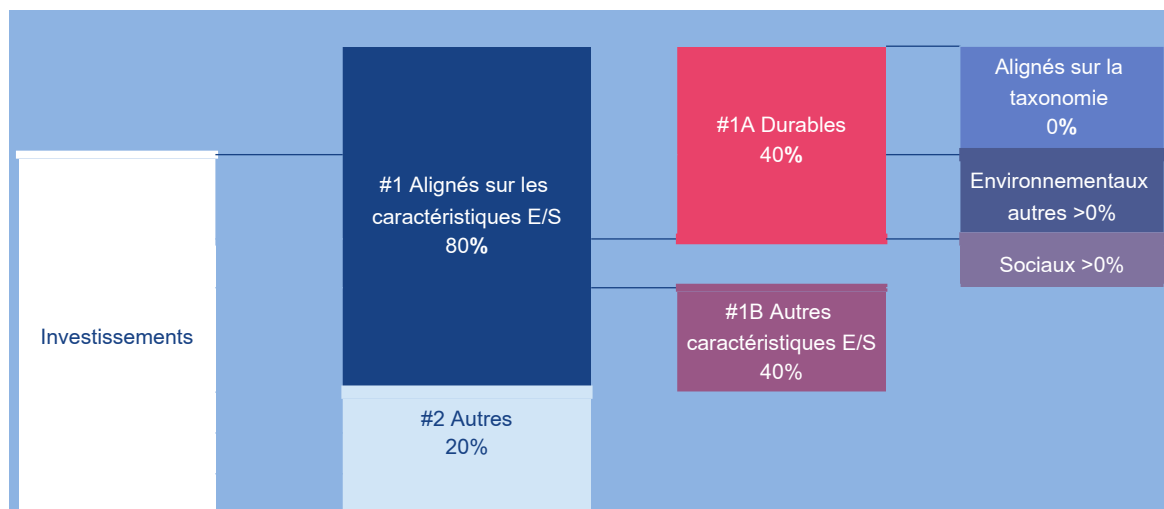 Investissements
#1 Alignés sur les
caractéristiques E/S
80%
#2 Autres
20%
#1A Durables
40%
#1B Autres
caractéristiques E/S
40%
Alignés sur la
taxonomie
0%
Environnementaux
autres >0%
Sociaux >0%